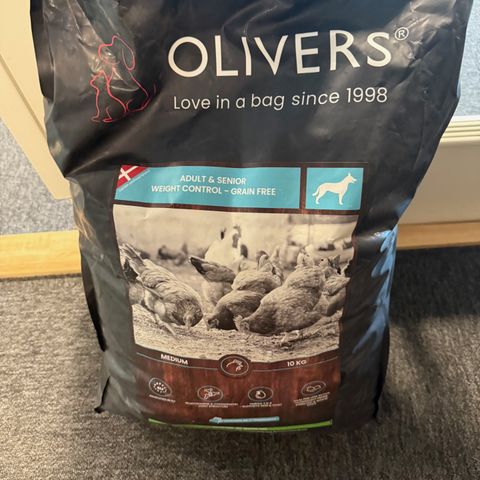 OLIVERS®
Love in a bag since 1998
ADULT & SENIOR
WEIGHT CONTROL - GRAIN FREE
MEDIUM
10 KG